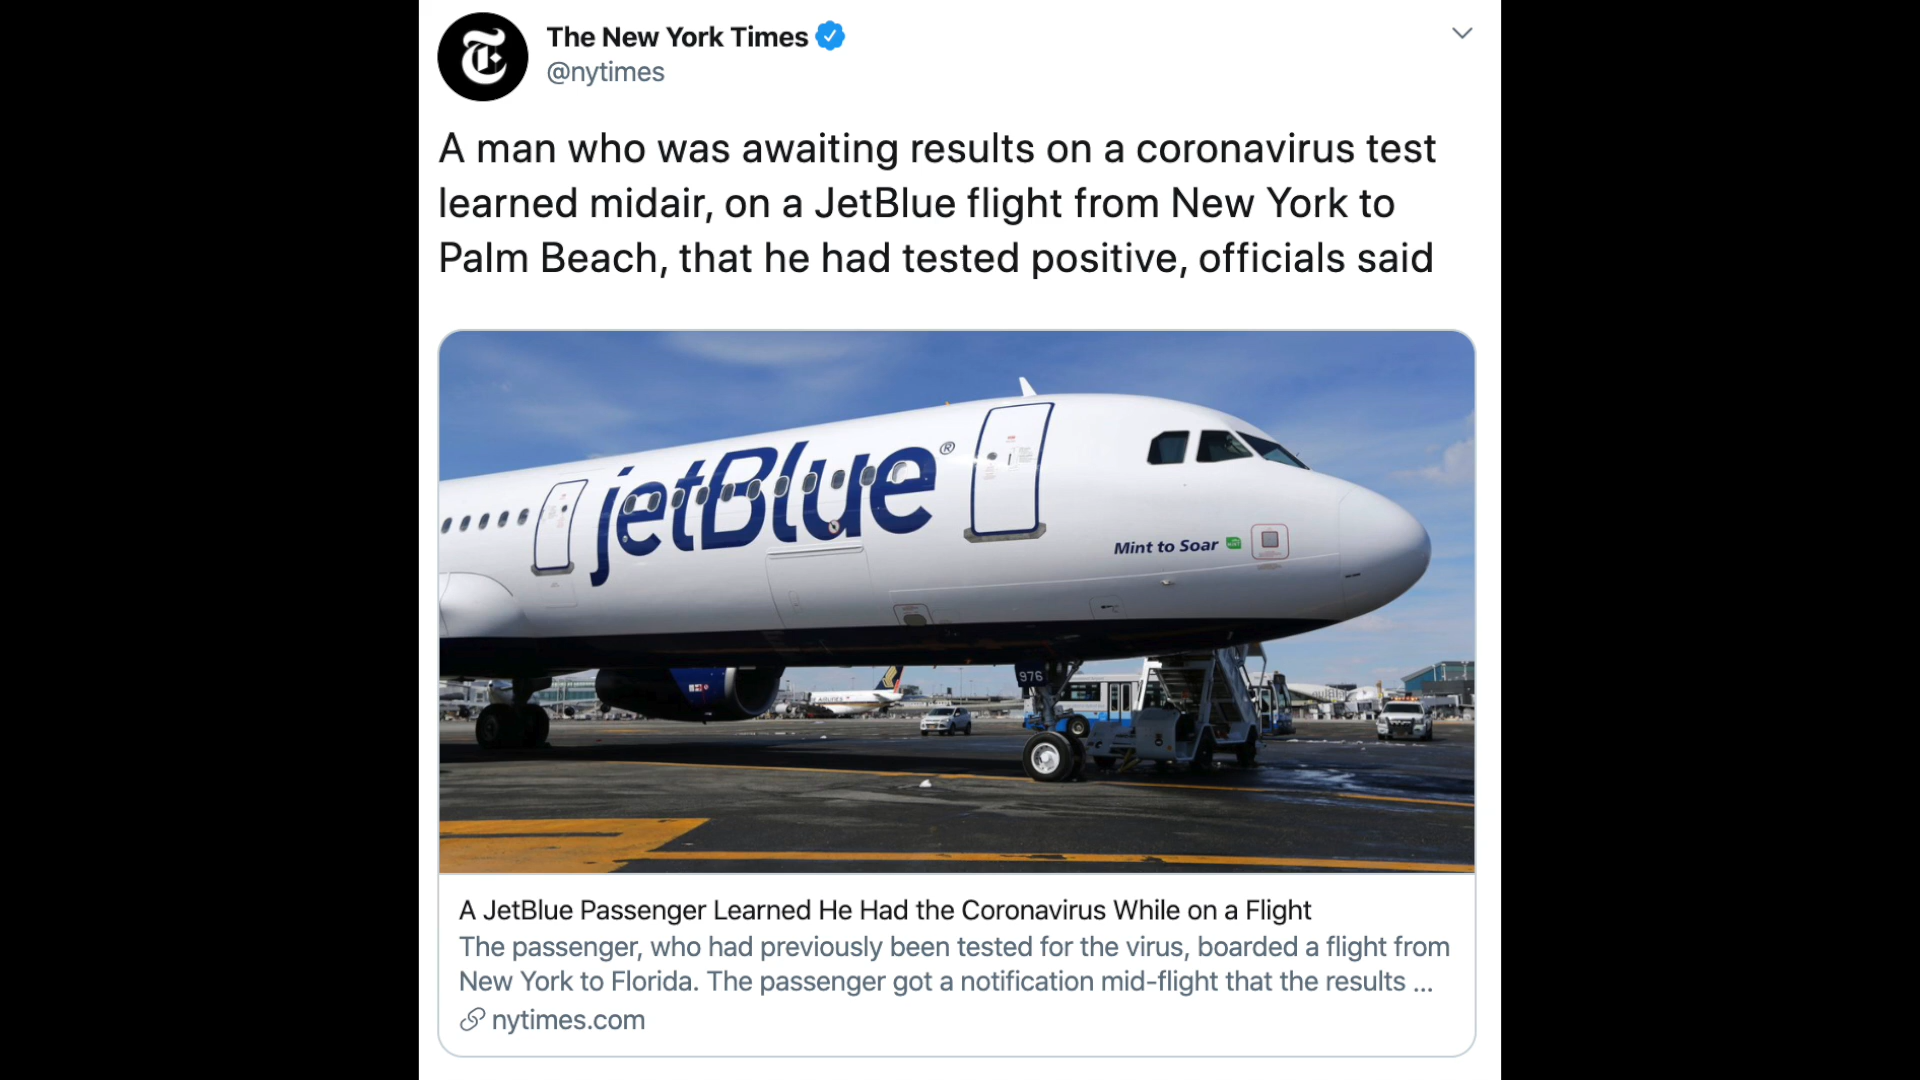 The New York Times
@nytimes
A man who was awaiting results on a coronavirus test
learned midair, on a JetBlue flight from New York to
Palm Beach, that he had tested positive, officials said
jetBlue®
Mint to Soar
976
A JetBlue Passenger Learned He Had the Coronavirus While on a Flight
The passenger, who had previously been tested for the virus, boarded a flight from
New York to Florida. The passenger got a notification mid-flight that the results ...
nytimes.com